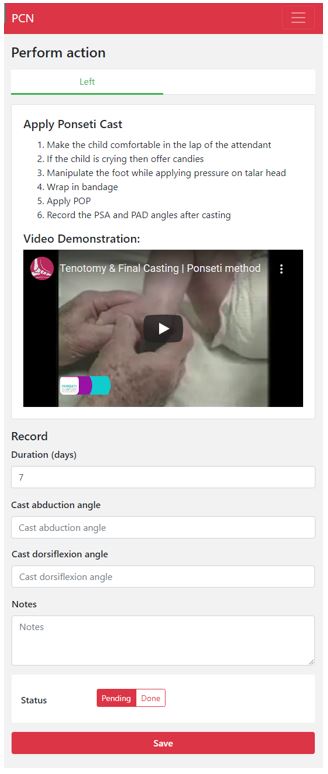 PCN
Perform action
Left
Apply Ponseti Cast
1. Make the child comfortable in the lap of the attendant
2. If the child is crying then offer candies
3. Manipulate the foot while applying pressure on talar head
4. Wrap in bandage
5. Apply POP
6. Record the PSA and PAD angles after casting
Video Demonstration:
Tenotomy & Final Casting | Ponseti method
Record
Duration (days)
7
Cast abduction angle
Cast abduction angle
Cast dorsiflexion angle
Cast dorsiflexion angle
Notes
Notes
Status
Pending Done
Save